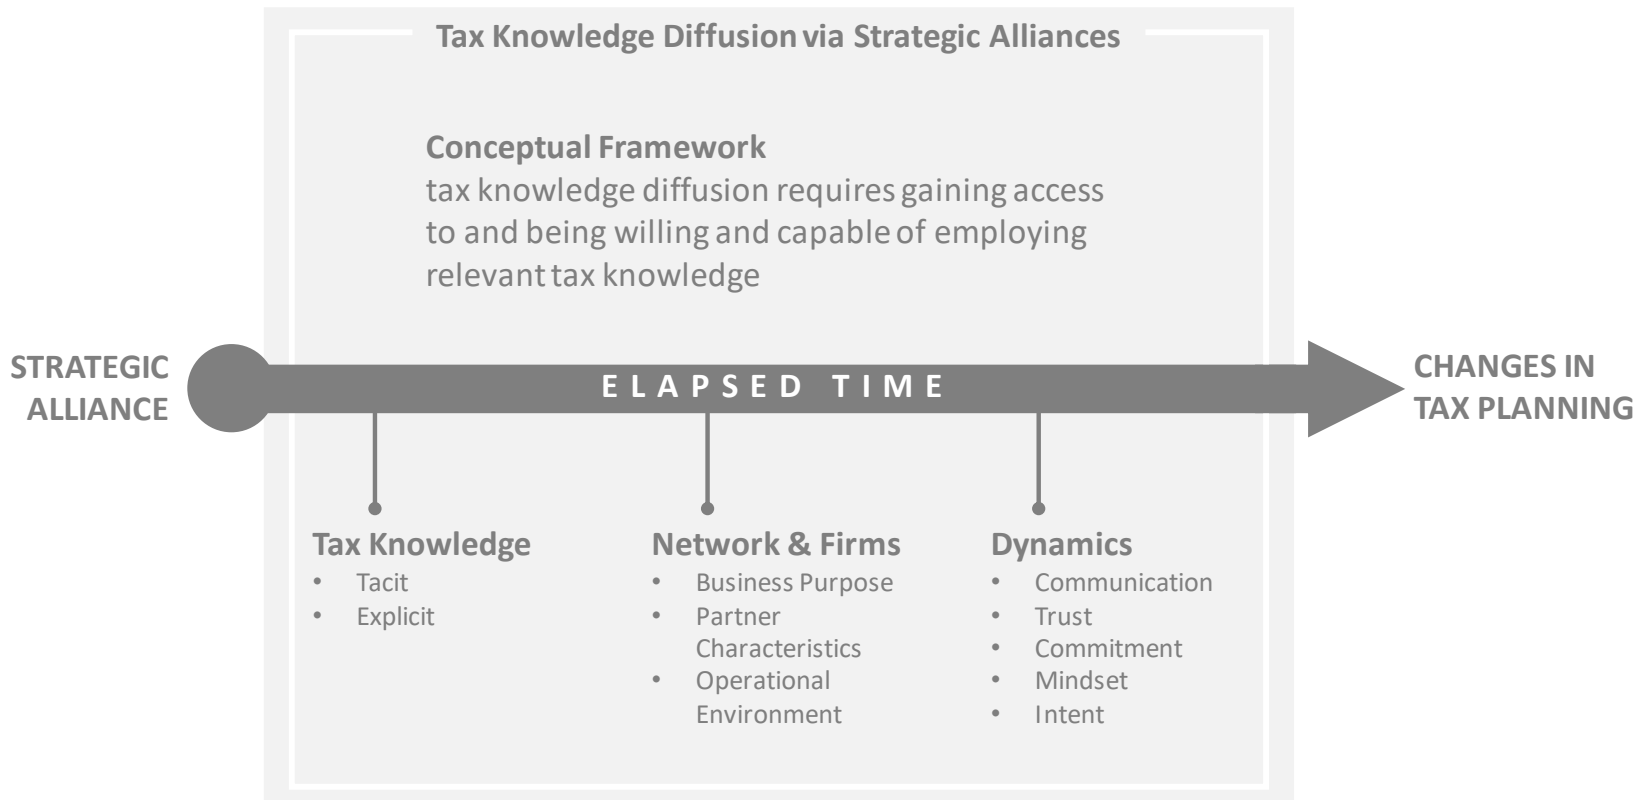 Tax Knowledge Diffusion via Strategic Alliances
Conceptual Framework
tax knowledge diffusion requires gaining access
to and being willing and capable of employing
relevant tax knowledge
STRATEGIC
ALLIANCE
ELAPSED TIME
CHANGES IN
TAX PLANNING
Tax Knowledge
• Tacit
• Explicit
Network & Firms
• Business Purpose
• Partner
Characteristics
• Operational
Environment
Dynamics
• Communication
• Trust
• Commitment
• Mindset
• Intent